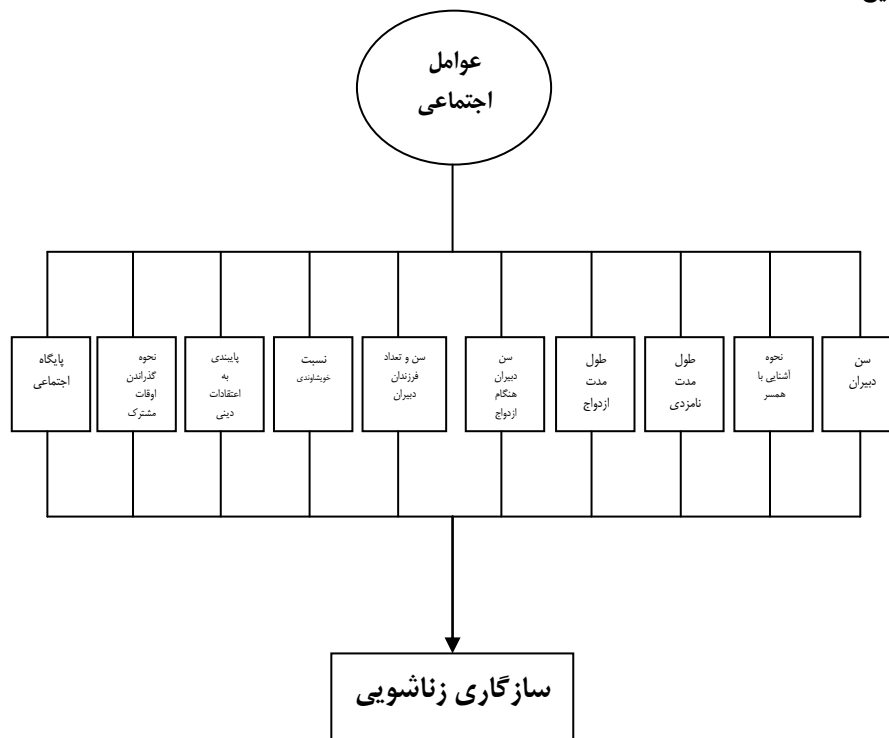 عوامل
اجتماعی
سن
دبیران
نحوه
آشنایی با
همسر
طول
مدت
نامزدی
طول
مدت
ازدواج
سن
دبیران
هنگام
ازدواج
سن و تعداد
فرزندان
دبیران
نسبت
خویشاوندی
پایبندی
به
اعتقادات
دینی
نحوه
گذراندن
اوقات
مشترک
پایگاه
اجتماعی
سازگاری زناشویی